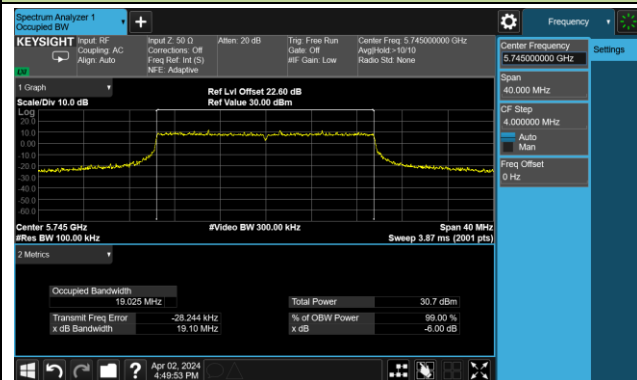 Spectrum Analyzer 1
Occupied BW
+
Frequency
KEYSIGHT
Input: RF
Coupling: AC
Align: Auto
Input Z: 50 Ω
Corrections: Off
Freq Ref: Int (S)
NFE: Adaptive
Atten: 20 dB
Trig: Free Run
Gate: Off
#IF Gain: Low
Center Freq: 5.745000000 GHz
Avg|Hold:>10/10
Radio Std: None
Center Frequency
5.745000000 GHz
Settings
Span
40.000 MHz
CF Step
4.000000 MHz
Auto
Man
Freq Offset
0 Hz
1 Graph
Scale/Div 10.0 dB
Ref Lvl Offset 22.60 dB
Ref Value 30.00 dBm
Log
20.0
10.0
0.00
-10.0
-20.0
-30.0
-40.0
-50.0
-60.0
Center 5.745 GHz
#Res BW 100.00 kHz
#Video BW 300.00 kHz
Span 40 MHz
Sweep 3.87 ms (2001 pts)
2 Metrics
Occupied Bandwidth
19.025 MHz
Total Power 30.7 dBm
Transmit Freq Error -28.244 kHz
% of OBW Power 99.00 %
x dB Bandwidth 19.10 MHz
x dB -6.00 dB
?
Apr 02, 2024
4:49:53 PM